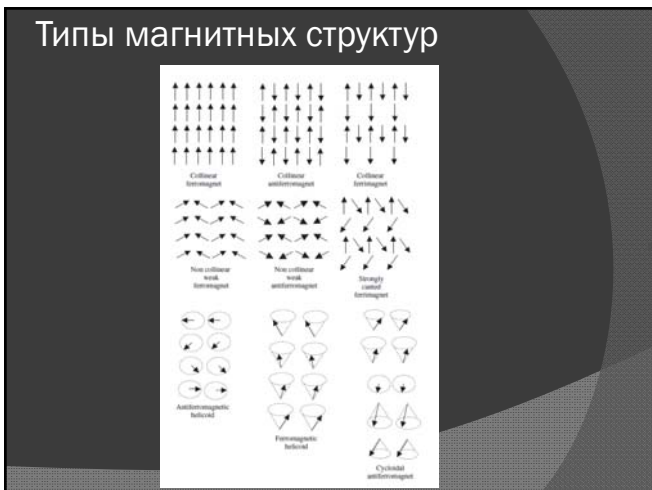 Типы магнитных структур
Collinear
ferromagnet
Collinear
antiferromagnet
Collinear
ferrimagnet
Non collinear
weak
ferromagnet
Non collinear
weak
antiferromagnet
Strongly
canted
ferrimagnet
Antiferromagnetic
helicoid
Ferromagnetic
helicoid
Cycloidal
antiferromagnet